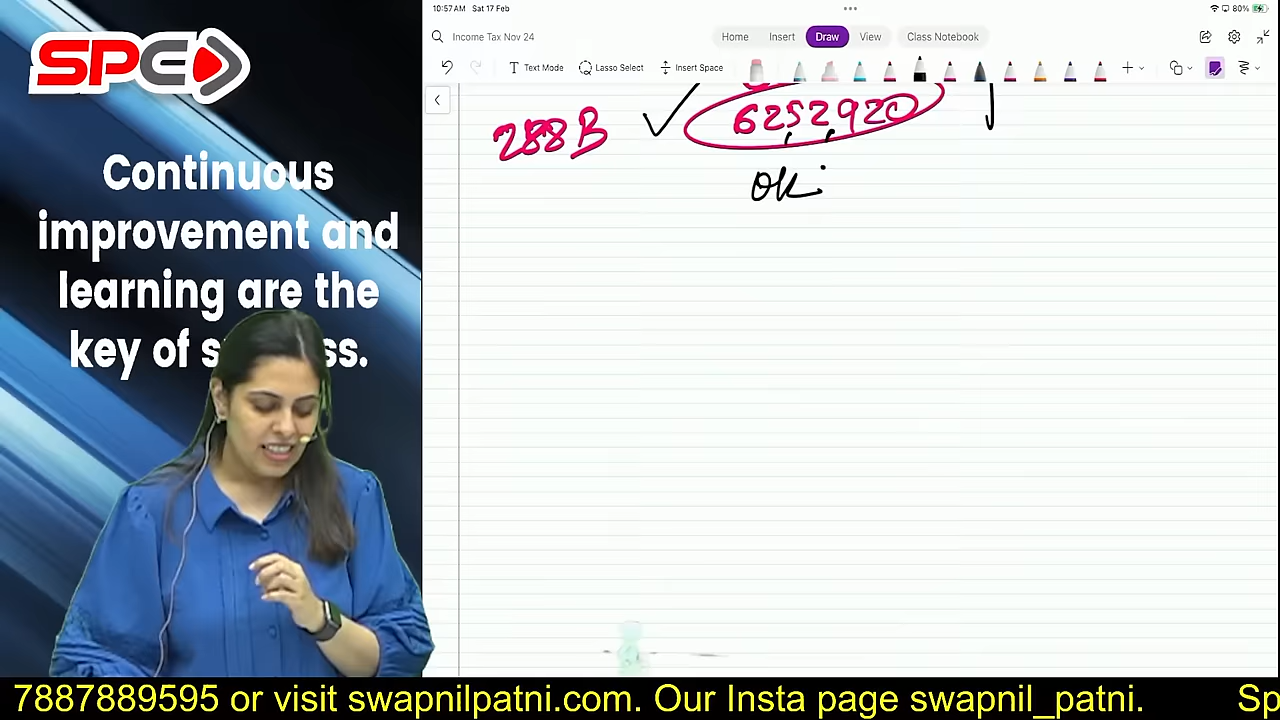 10:57 AM Sat 17 Feb
80%
Income Tax Nov 24
Home Insert Draw View Class Notebook
Text Mode Lasso Select Insert Space
SPC
288B 6252920
Ok
Continuous
improvement and
learning are the
key of s ss.
7887889595 or visit swapnilpatni.com. Our Insta page swapnil_patni. Sp